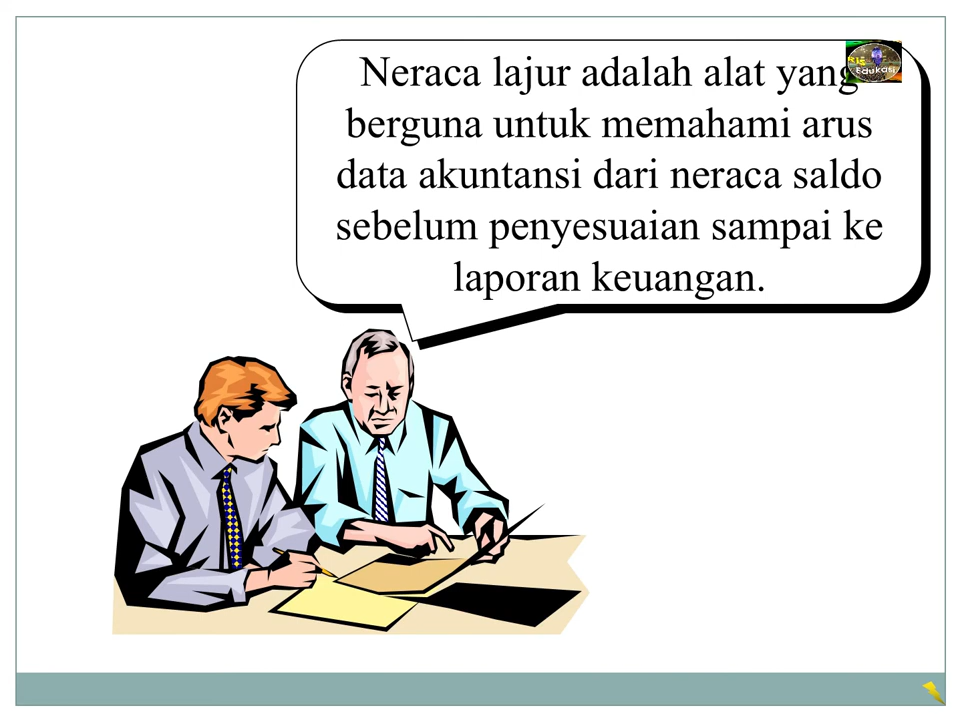 Neraca lajur adalah alat yang
berguna untuk memahami arus
data akuntansi dari neraca saldo
sebelum penyesuaian sampai ke
laporan keuangan.
Edukasi